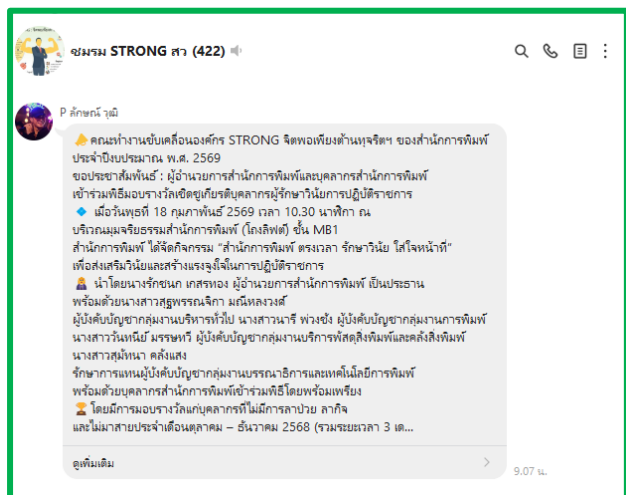 ชมรม STRONG สว (422)
P ลักษณ์ วุฒิ
📣 คณะทำงานขับเคลื่อนองค์กร STRONG จิตพอเพียงต้านทุจริตฯ ของสำนักการพิมพ์
ประจำปีงบประมาณ พ.ศ. 2569
ขอประชาสัมพันธ์ : ผู้อำนวยการสำนักการพิมพ์และบุคลากรสำนักการพิมพ์
เข้าร่วมพิธีมอบรางวัลเชิดชูเกียรติบุคลากรผู้รักษาวินัยการปฏิบัติราชการ
🔹 เมื่อวันพุธที่ 18 กุมภาพันธ์ 2569 เวลา 10.30 นาฬิกา ณ
บริเวณมุมจริยธรรมสำนักการพิมพ์ (โถงลิฟต์) ชั้น MB1
สำนักการพิมพ์ ได้จัดกิจกรรม “สำนักการพิมพ์ ตรงเวลา รักษาวินัย ใส่ใจหน้าที่”
เพื่อส่งเสริมวินัยและสร้างแรงจูงใจในการปฏิบัติราชการ
นำโดยนางรักชนก เกสรทอง ผู้อำนวยการสำนักการพิมพ์ เป็นประธาน
พร้อมด้วยนางสาวสุฐพรรณจิกา มณีหลวงวงศ์
ผู้บังคับบัญชากลุ่มงานบริหารทั่วไป นางสาวนารี พ่วงซัง ผู้บังคับบัญชากลุ่มงานการพิมพ์
นางสาววันทนีย์ มรรษทวี ผู้บังคับบัญชากลุ่มงานบริการพัสดุสิ่งพิมพ์และคลังสิ่งพิมพ์
นางสาวสุมัทนา คลังแสง
รักษาการแทนผู้บังคับบัญชากลุ่มงานบรรณาธิการและเทคโนโลยีการพิมพ์
พร้อมด้วยบุคลากรสำนักการพิมพ์เข้าร่วมพิธีโดยพร้อมเพรียง
🏆 โดยมีการมอบรางวัลแก่บุคลากรที่ไม่มีการลาป่วย ลากิจ
และไม่มาสายประจำเดือนตุลาคม – ธันวาคม 2568 (รวมระยะเวลา 3 เด...
ดูเพิ่มเติม
9.07 น.